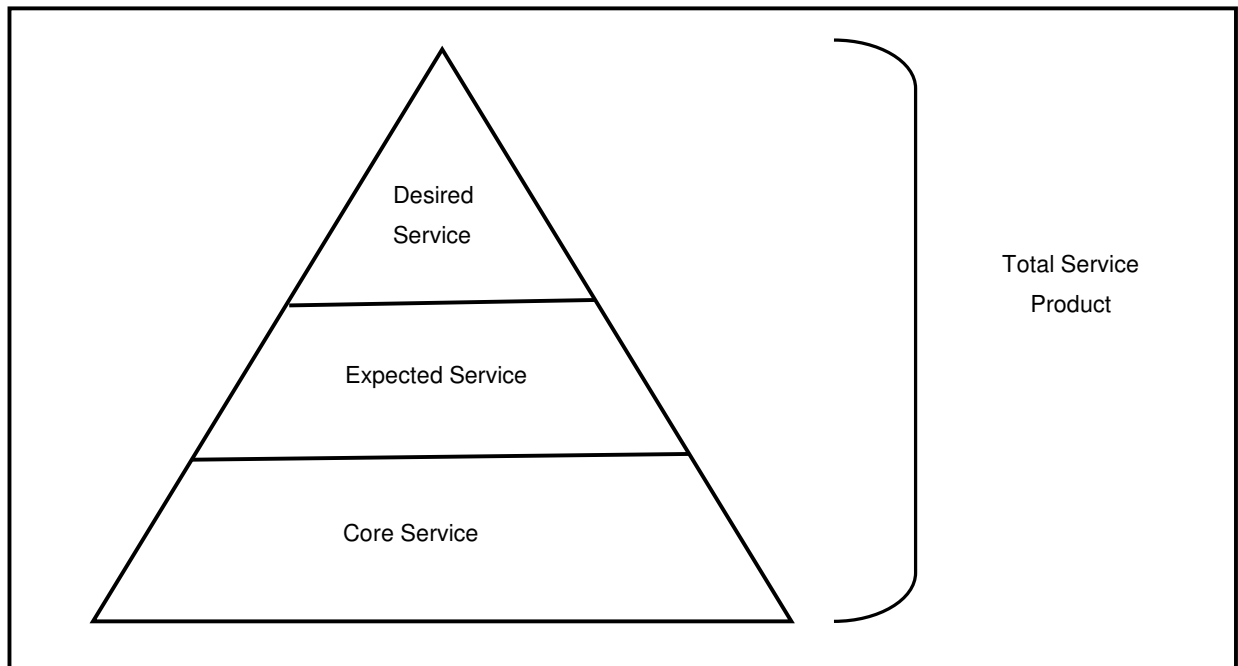 Desired
Service
Total Service
Product
Expected Service
Core Service